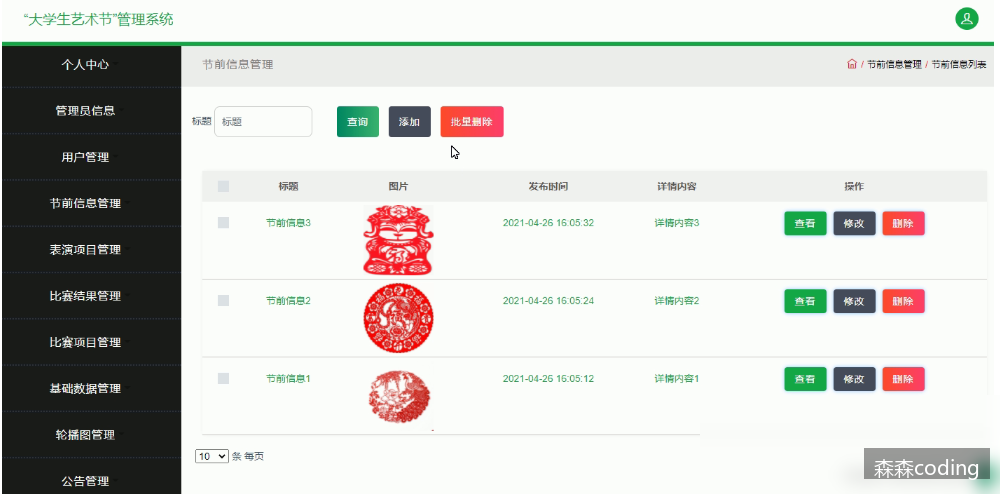 “大学生艺术节”管理系统
个人中心
管理员信息
用户管理
节前信息管理
表演项目管理
比赛结果管理
比赛项目管理
基础数据管理
轮播图管理
公告管理
节前信息管理
/ 节前信息管理 / 节前信息列表
标题 标题 查询 添加 批量删除
标题 图片 发布时间 详情内容 操作
节前信息3 2021-04-26 16:05:32 详情内容3 查看 修改 删除
节前信息2 2021-04-26 16:05:24 详情内容2 查看 修改 删除
节前信息1 2021-04-26 16:05:12 详情内容1 查看 修改 删除
10 条 每页
森森coding